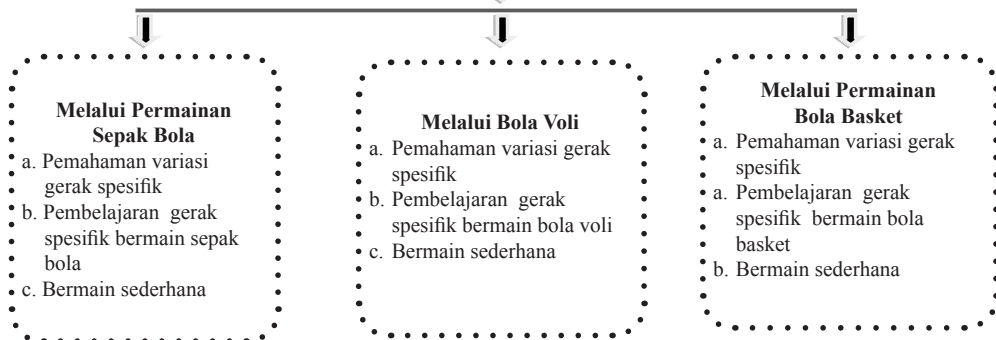 Melalui Permainan
Sepak Bola
a. Pemahaman variasi
gerak spesifik
b. Pembelajaran gerak
spesifik bermain sepak
bola
c. Bermain sederhana
Melalui Bola Voli
a. Pemahaman variasi gerak
spesifik
b. Pembelajaran gerak
spesifik bermain bola voli
c. Bermain sederhana
Melalui Permainan
Bola Basket
a. Pemahaman variasi gerak
spesifik
a. Pembelajaran gerak
spesifik bermain bola
basket
b. Bermain sederhana